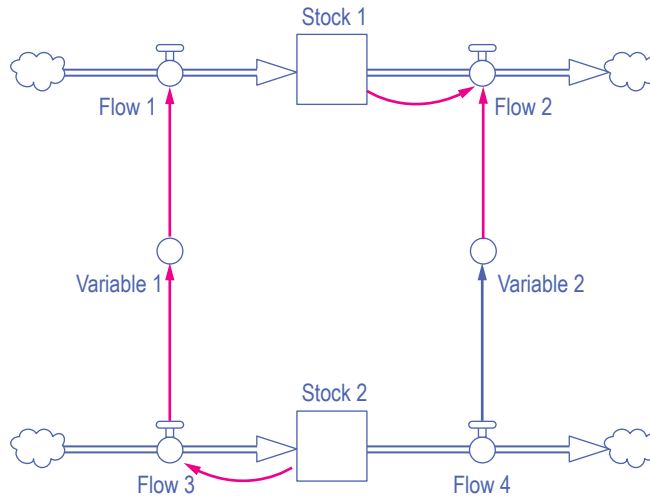 Stock 1
Flow 1
Flow 2
Variable 1
Variable 2
Stock 2
Flow 3
Flow 4